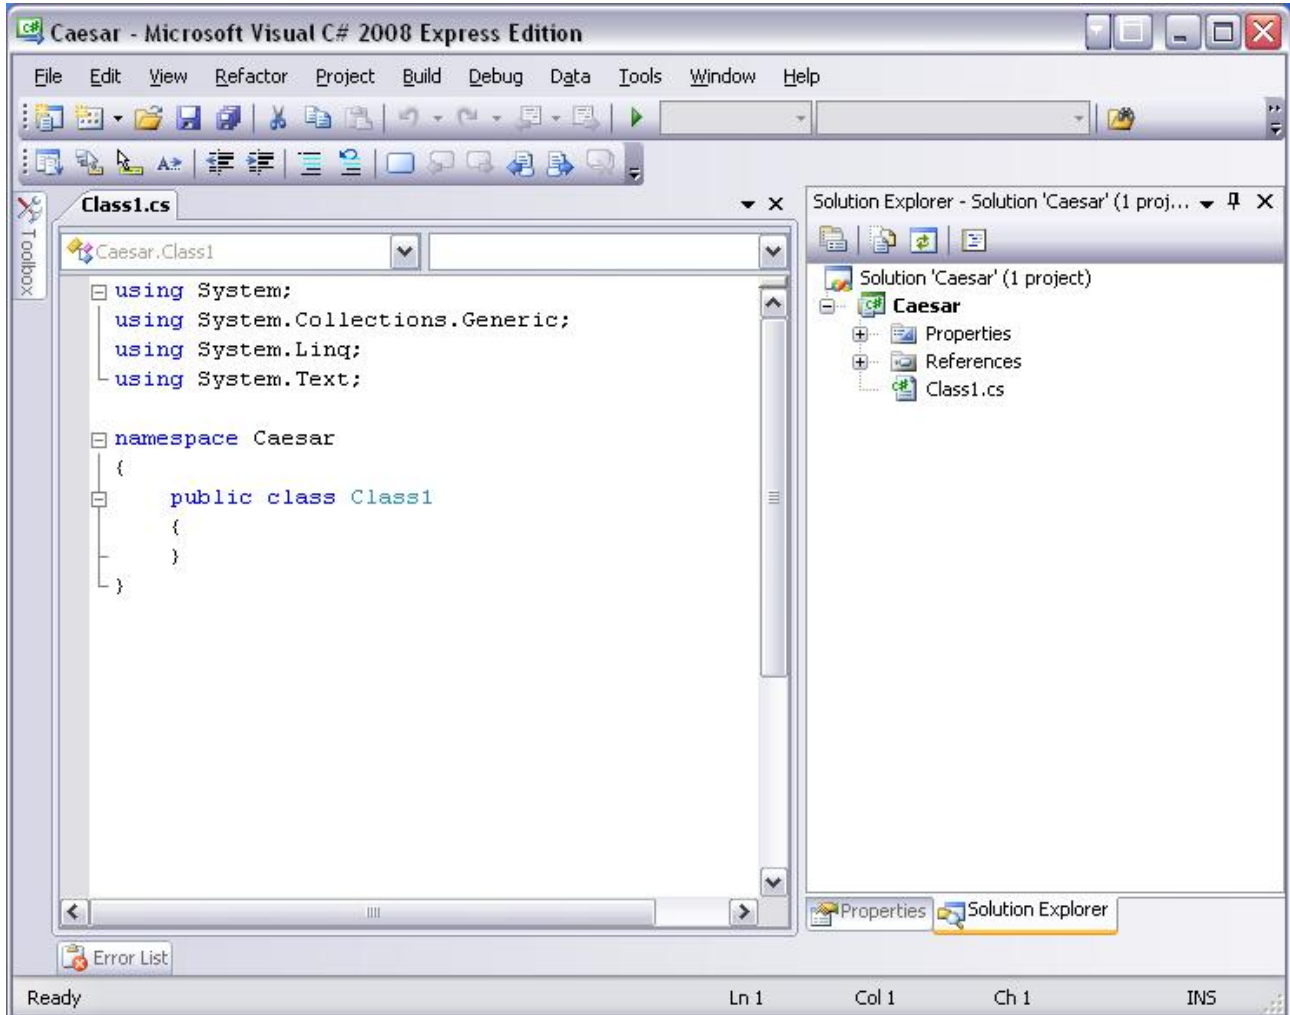 Caesar - Microsoft Visual C# 2008 Express Edition
File Edit View Refactor Project Build Debug Data Tools Window Help
Toolbox
Class1.cs
Caesar.Class1
using System;
using System.Collections.Generic;
using System.Linq;
using System.Text;
namespace Caesar
{
public class Class1
{
}
}
Solution Explorer - Solution 'Caesar' (1 proj...
Solution 'Caesar' (1 project)
Caesar
Properties
References
Class1.cs
Properties Solution Explorer
Error List
Ready Ln 1 Col 1 Ch 1 INS